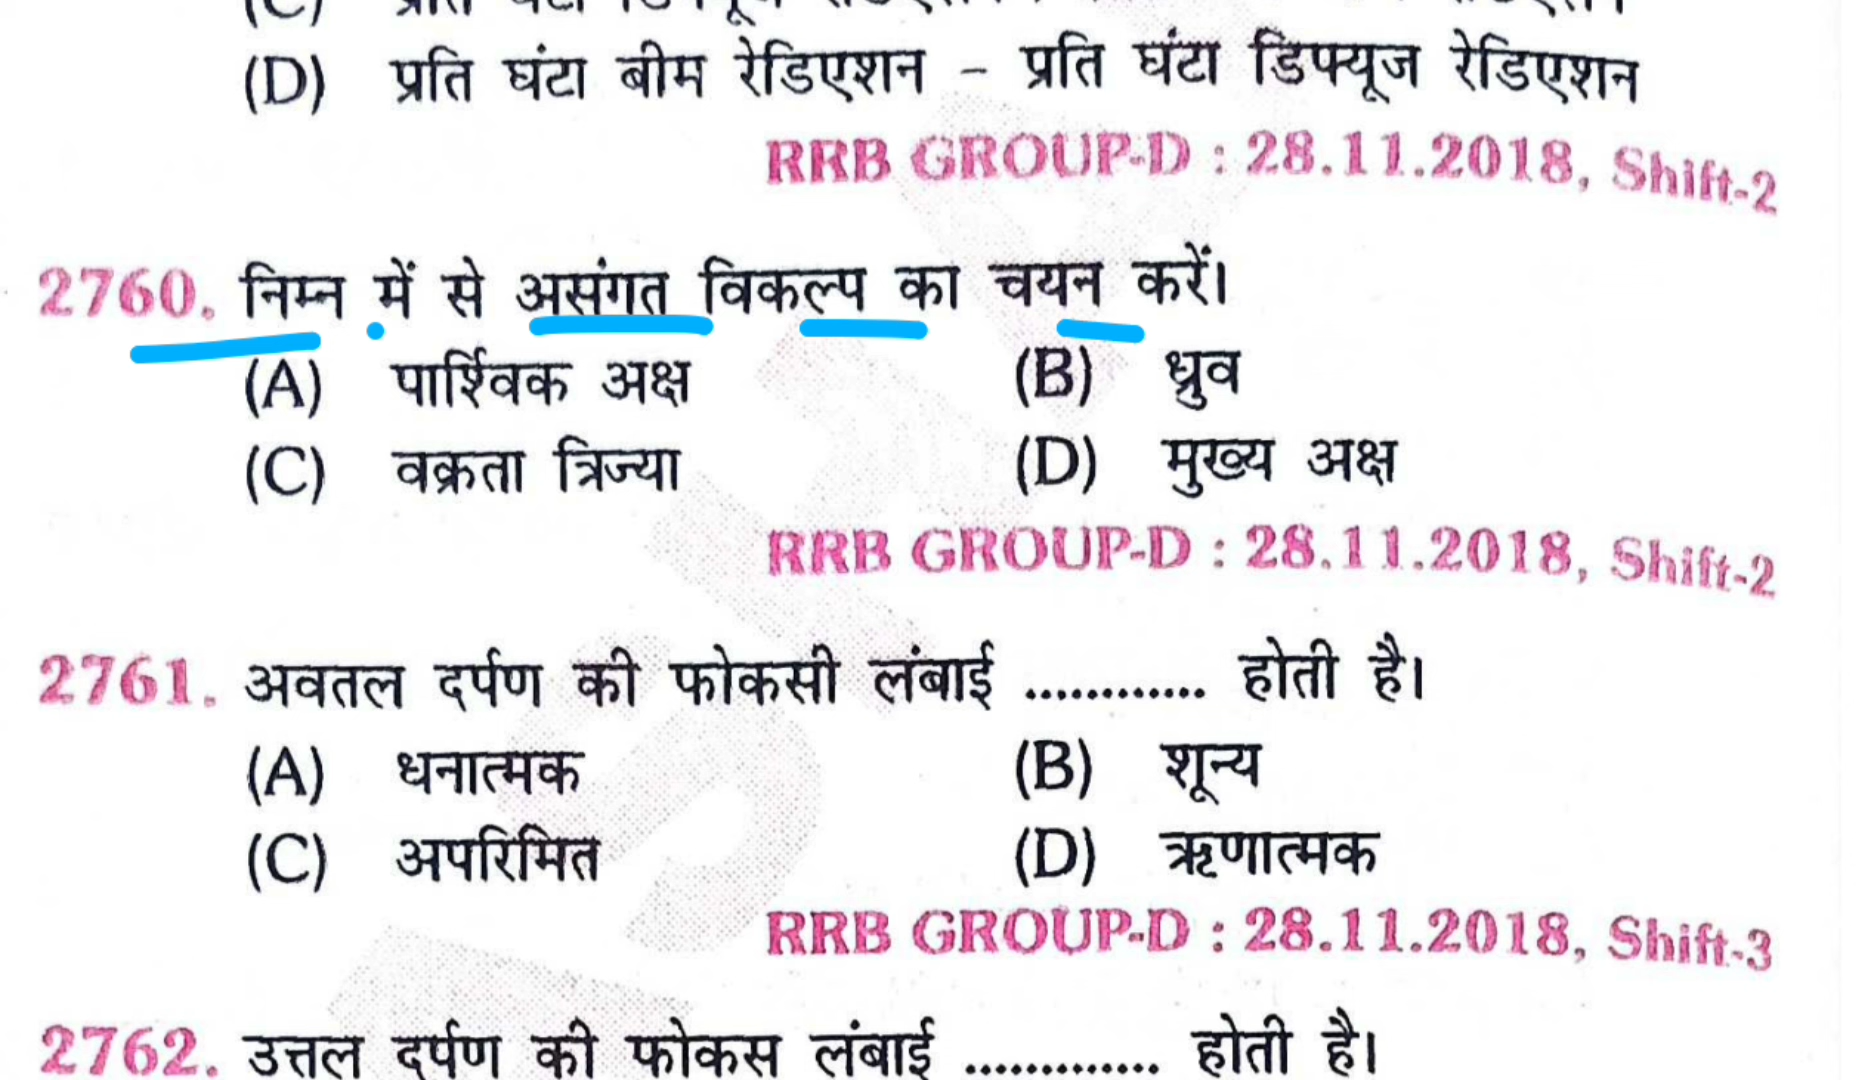 (D) प्रति घंटा बीम रेडिएशन – प्रति घंटा डिफ्यूज रेडिएशन
RRB GROUP-D : 28.11.2018, Shift-2
2760. निम्न में से असंगत विकल्प का चयन करें।
(A) पार्श्विक अक्ष (B) ध्रुव
(C) वक्रता त्रिज्या (D) मुख्य अक्ष
RRB GROUP-D : 28.11.2018, Shift-2
2761. अवतल दर्पण की फोकसी लंबाई ............ होती है।
(A) धनात्मक (B) शून्य
(C) अपरिमित (D) ऋणात्मक
RRB GROUP-D : 28.11.2018, Shift-3
2762. उत्तल दर्पण की फोकस लंबाई ............. होती है।